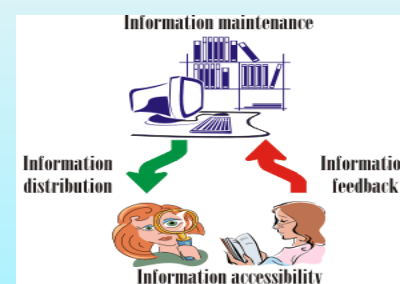 Information maintenance
Information
distribution
Informatio
feedback
Information accessibility